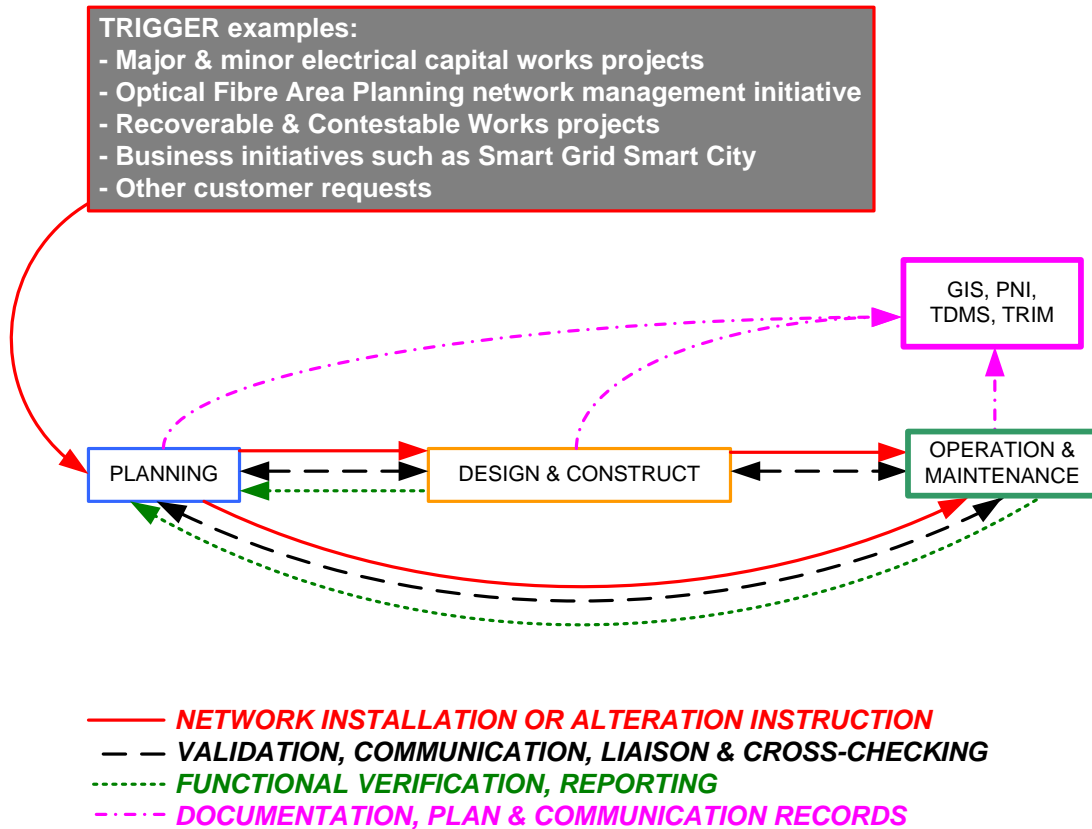 TRIGGER examples:
- Major & minor electrical capital works projects
- Optical Fibre Area Planning network management initiative
- Recoverable & Contestable Works projects
- Business initiatives such as Smart Grid Smart City
- Other customer requests
GIS, PNI,
TDMS, TRIM
PLANNING
DESIGN & CONSTRUCT
OPERATION &
MAINTENANCE
NETWORK INSTALLATION OR ALTERATION INSTRUCTION
VALIDATION, COMMUNICATION, LIAISON & CROSS-CHECKING
FUNCTIONAL VERIFICATION, REPORTING
DOCUMENTATION, PLAN & COMMUNICATION RECORDS